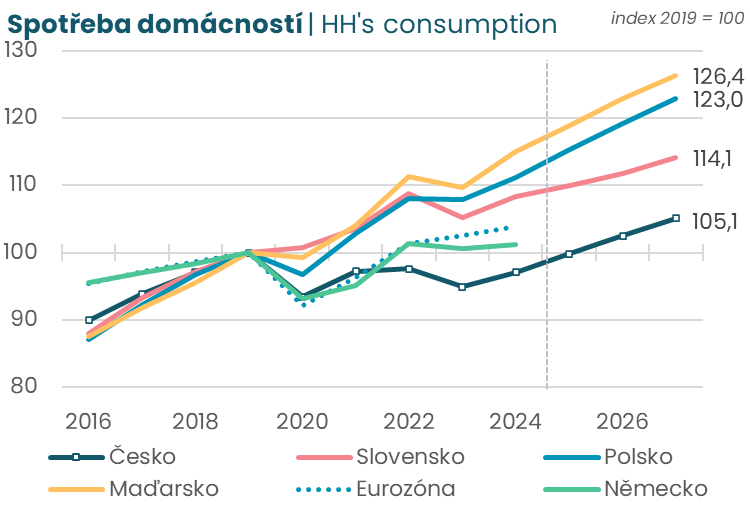 Spotřeba domácností | HH's consumption
index 2019 = 100
130
120
110
100
90
80
126,4
123,0
114,1
105,1
2016 2018 2020 2022 2024 2026
Česko Slovensko Polsko
Maďarsko Eurozóna Německo